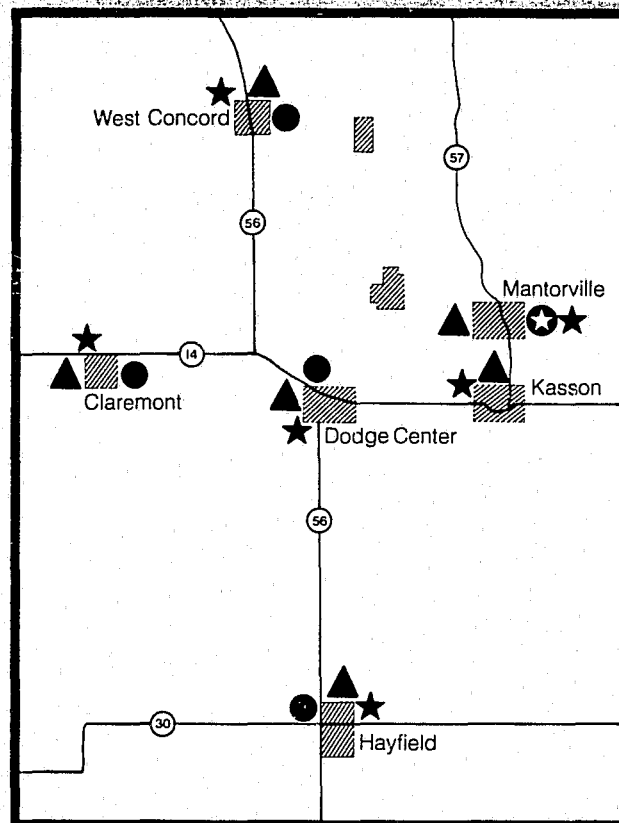 West Concord
57
56
Mantorville
14
Kasson
Claremont
Dodge Center
56
30
Hayfield